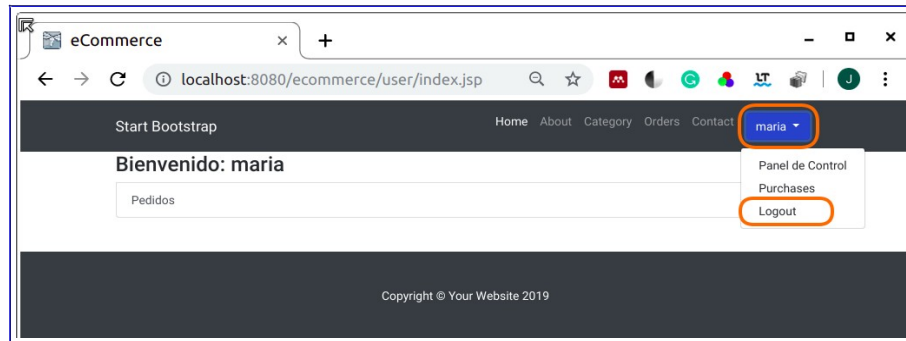 eCommerce
localhost:8080/ecommerce/user/index.jsp
Start Bootstrap Home About Category Orders Contact maria
Bienvenido: maria
Panel de Control
Purchases
Pedidos
Logout
Copyright © Your Website 2019